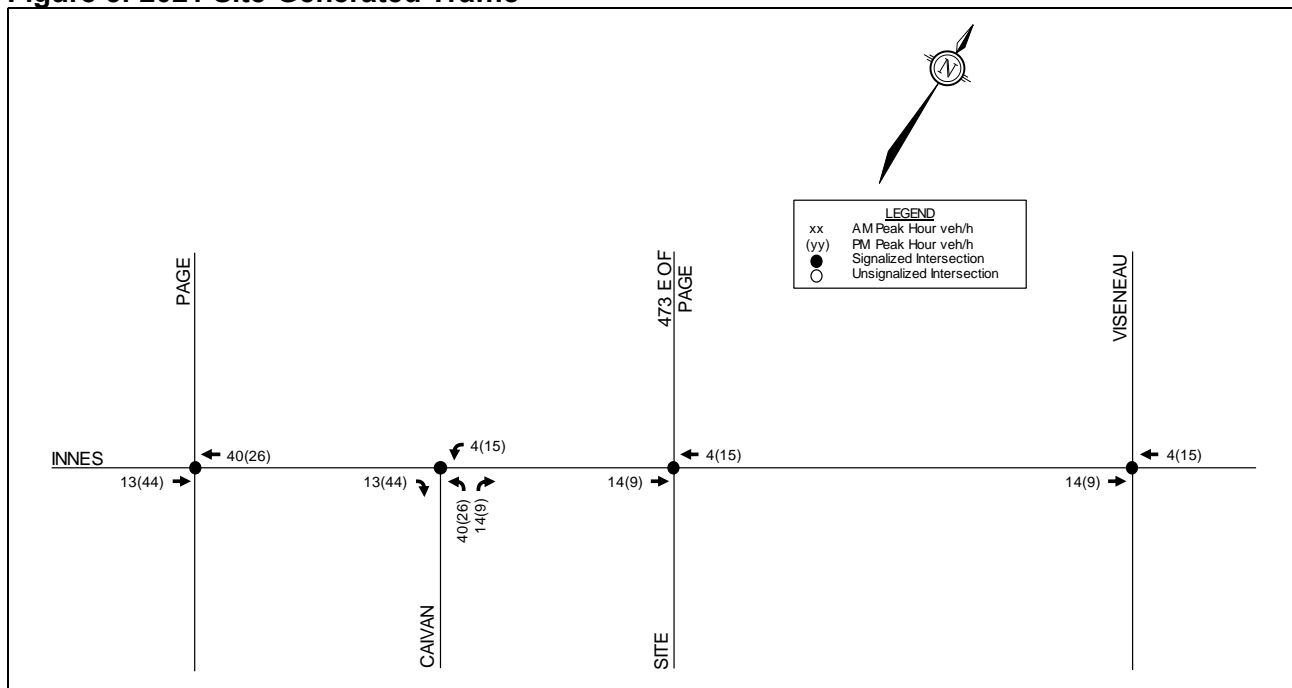 Figure 6: 2021 Site Generated Traffic
N
LEGEND
xx AM Peak Hour veh/h
(yy) PM Peak Hour veh/h
Signalized Intersection
Unsignalized Intersection
PAGE
473 E OF
PAGE
VISENEAU
INNES
40(26)
13(44)
4(15)
13(44)
40(26)
14(9)
4(15)
14(9)
4(15)
14(9)
CAIVAN
SITE